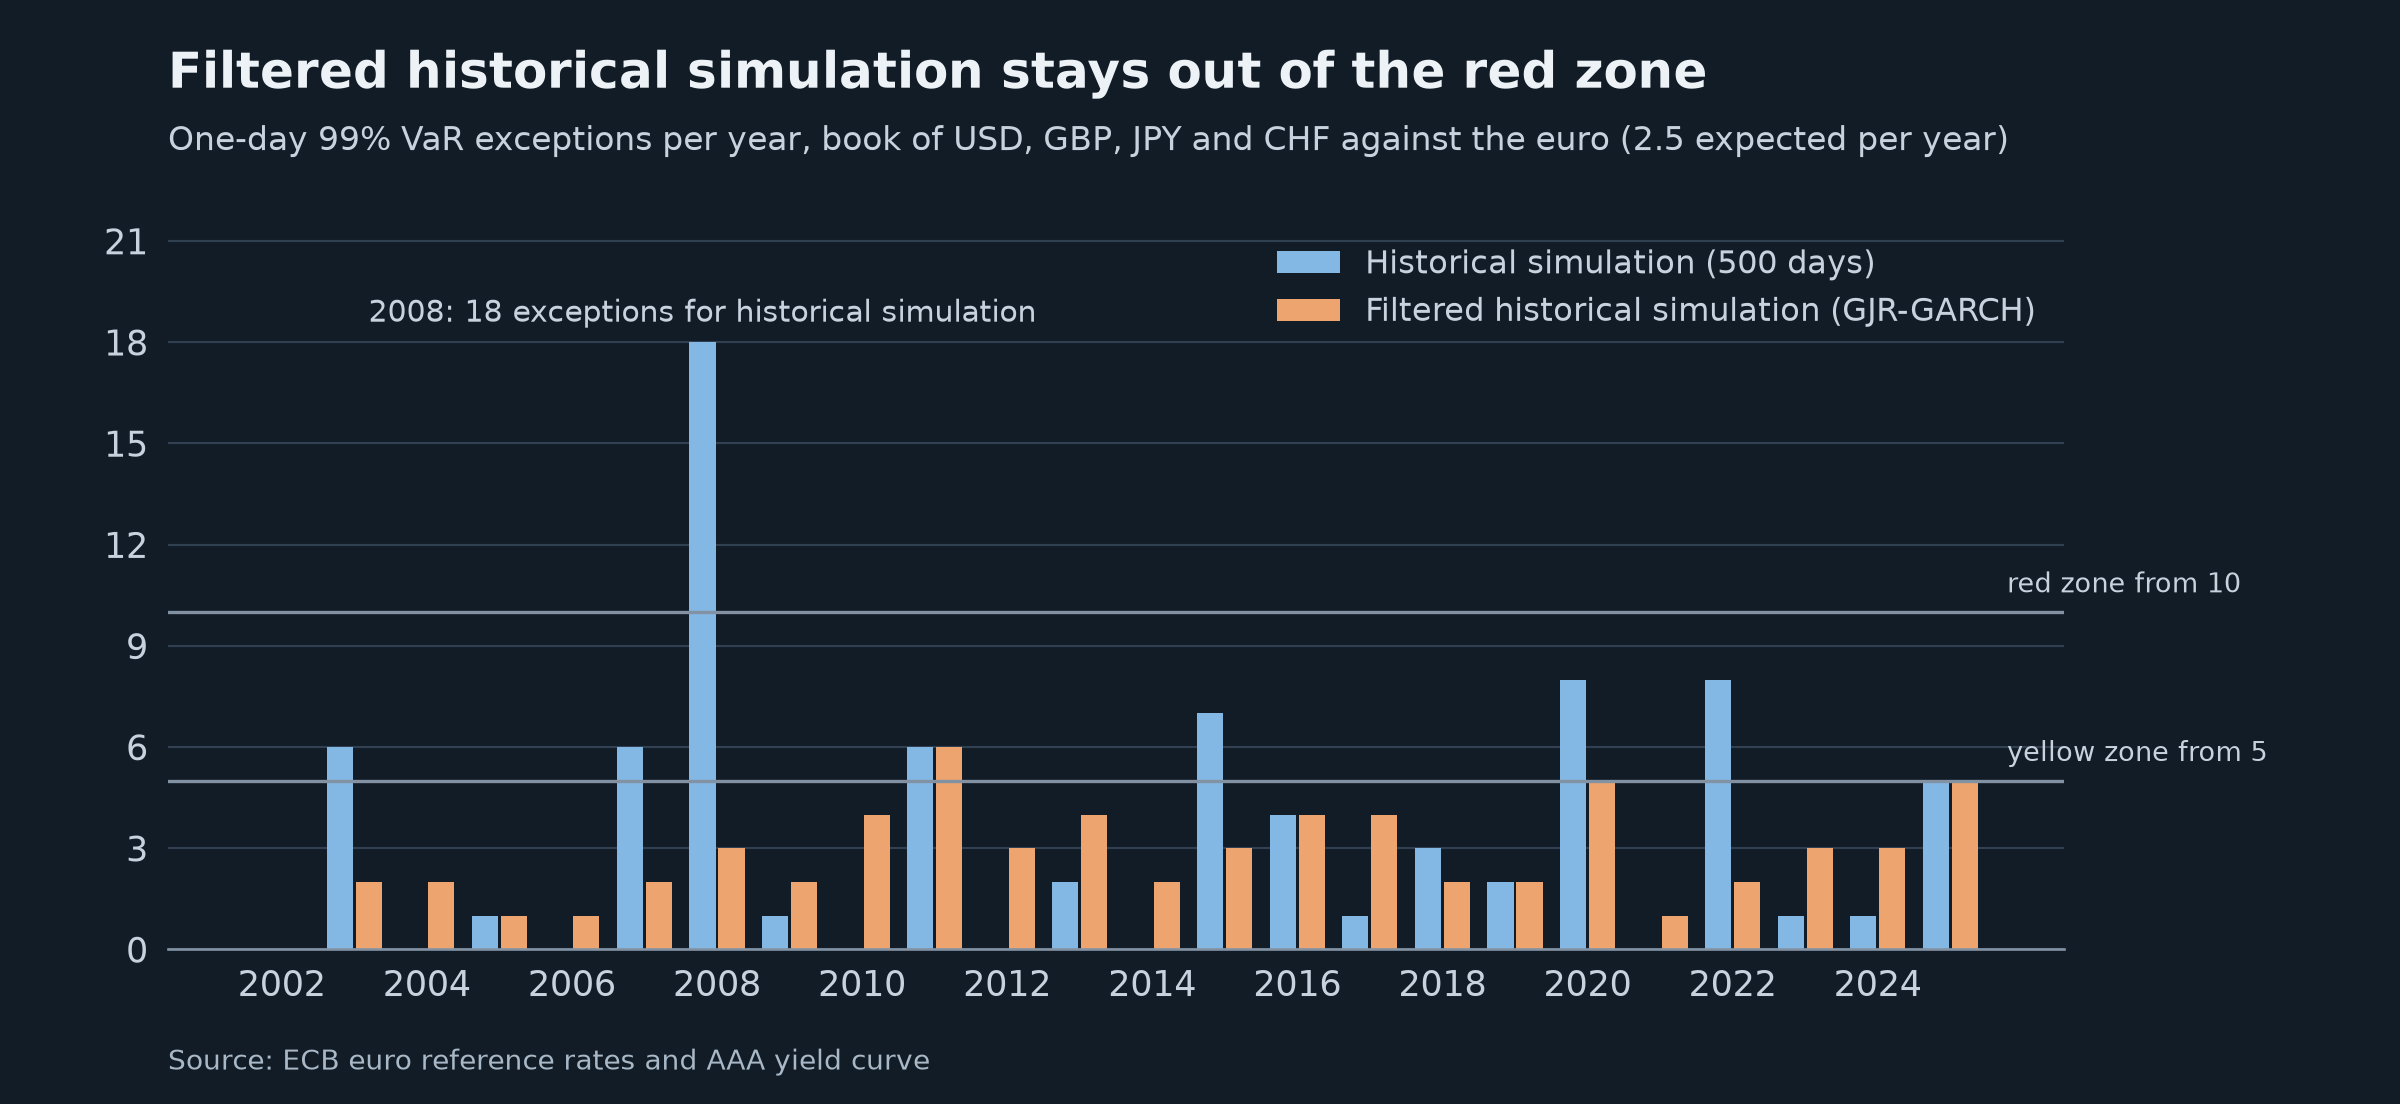 Filtered historical simulation stays out of the red zone
One-day 99% VaR exceptions per year, book of USD, GBP, JPY and CHF against the euro (2.5 expected per year)
21
Historical simulation (500 days)
Filtered historical simulation (GJR-GARCH)
2008: 18 exceptions for historical simulation
18
15
12
red zone from 10
9
6
yellow zone from 5
3
0
2002 2004 2006 2008 2010 2012 2014 2016 2018 2020 2022 2024
Source: ECB euro reference rates and AAA yield curve